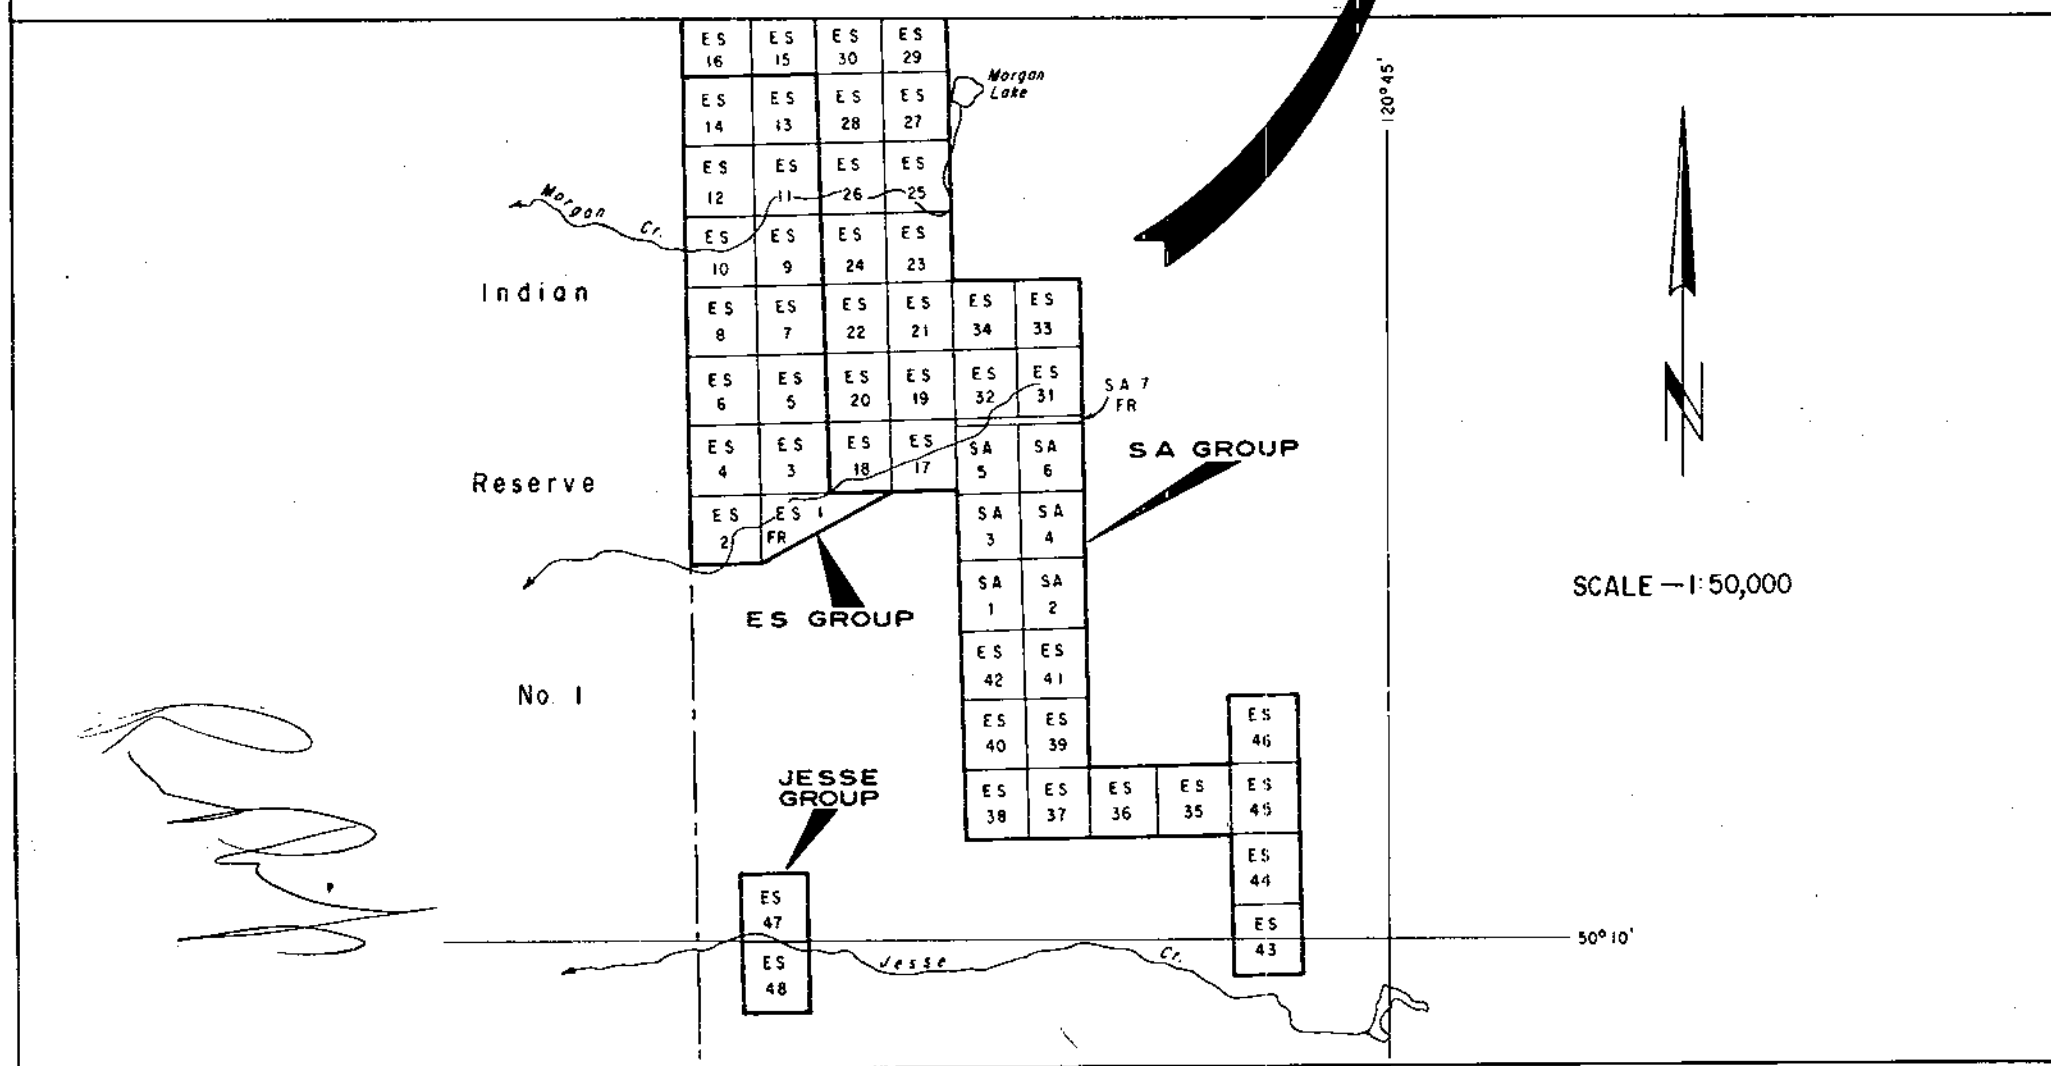 ES ES ES ES
16 15 30 29
Morgan
Lake
120°45'
ES ES ES ES
14 13 28 27
ES ES ES ES
12 11 26 25
Morgan Cr.
ES ES ES ES
10 9 24 23
Indian
ES ES ES ES ES ES
8 7 22 21 34 33
ES ES ES ES ES ES
6 5 20 19 32 31
SA 7
FR
N
ES ES ES ES SA SA
4 3 18 17 5 6
SA GROUP
Reserve
ES ES 1 SA SA
2 FR 3 4
SCALE — 1:50,000
SA SA
1 2
ES GROUP
ES ES
42 41
No. 1
ES ES ES
40 39 46
JESSE
GROUP
ES ES ES ES ES
38 37 36 35 45
ES
44
ES
47
ES
43
50°10'
Jesse Cr.
ES
48